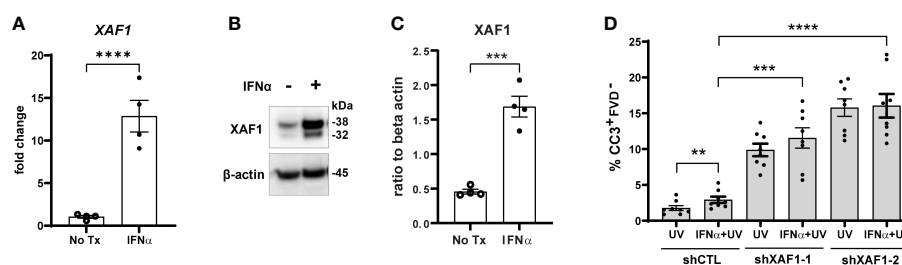 A
XAF1
****
fold change
20
15
10
5
0
No Tx
IFNα
B
IFNα - +
kDa
XAF1
-38
-32
β-actin
-45
C
XAF1
***
ratio to beta actin
2.5
2.0
1.5
1.0
0.5
0.0
No Tx
IFNα
D
****
***
**
% CC3⁺FVD⁻
30
25
20
15
10
5
0
UV IFNα+UV UV IFNα+UV UV IFNα+UV
shCTL shXAF1-1 shXAF1-2